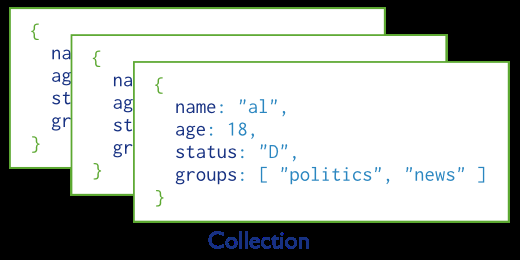 {
na
ag
st
gr
}
{
na
ag
st
gr
}
{
name: "al",
age: 18,
status: "D",
groups: [ "politics", "news" ]
}
Collection